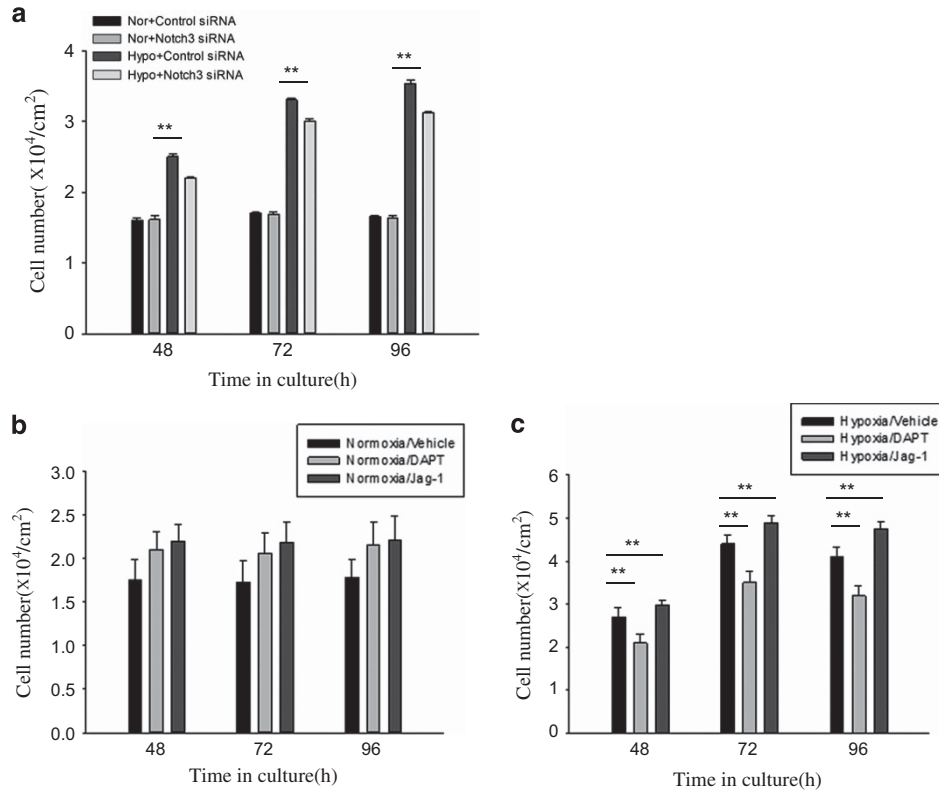 a
Nor+Control siRNA
Nor+Notch3 siRNA
Hypo+Control siRNA
Hypo+Notch3 siRNA
Cell number( X10⁴/cm²)
4
3
2
1
0
**
**
**
48 72 96
Time in culture(h)
b
Normoxia/Vehicle
Normoxia/DAPT
Normoxia/Jag-1
Cell number(X10⁴/cm²)
3.0
2.5
2.0
1.5
1.0
0.5
0.0
48 72 96
Time in culture(h)
c
Hypoxia/Vehicle
Hypoxia/DAPT
Hypoxia/Jag-1
Cell number(X10⁴/cm²)
6
5
4
3
2
1
0
**
**
**
**
**
**
48 72 96
Time in culture(h)